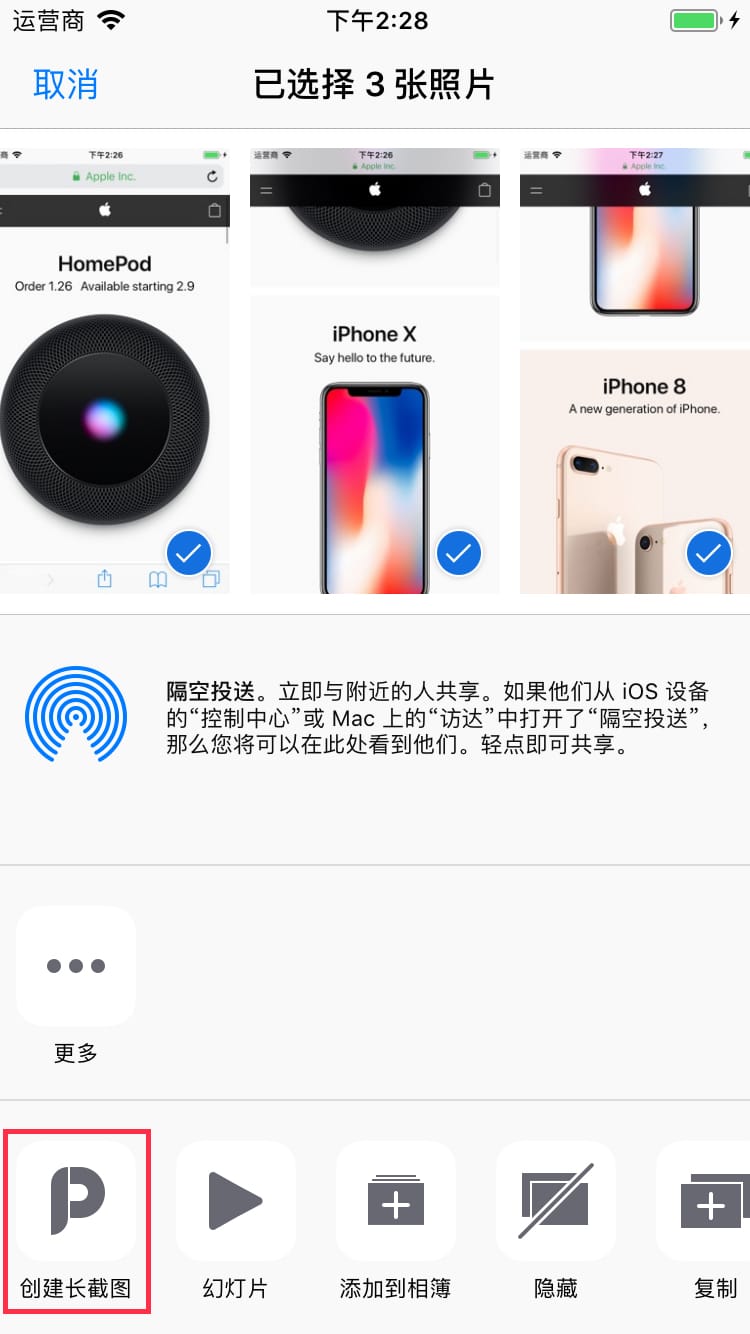 运营商 下午2:28
取消 已选择 3 张照片
商 下午2:26
Apple Inc.
HomePod
Order 1.26 Available starting 2.9
运营商 下午2:26
Apple Inc.
iPhone X
Say hello to the future.
运营商 下午2:27
Apple Inc.
iPhone 8
A new generation of iPhone.
隔空投送。立即与附近的人共享。如果他们从 iOS 设备
的“控制中心”或 Mac 上的“访达”中打开了“隔空投送”,
那么您将可以在此处看到他们。轻点即可共享。
更多
创建长截图 幻灯片 添加到相簿 隐藏 复制